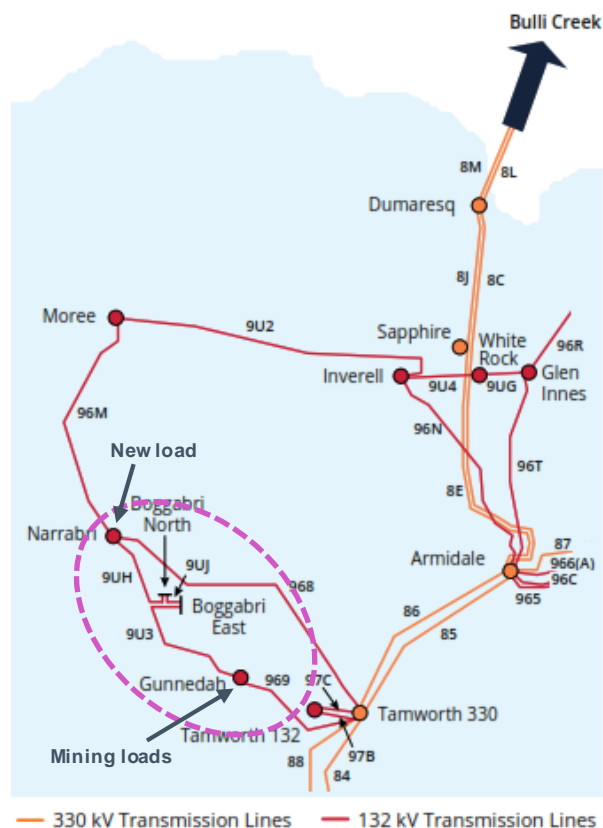 Bulli Creek
8M
8L
Dumaresq
8J
8C
Moree
9U2
Sapphire
White
Rock
96R
Inverell
9U4
9UG
Glen
Innes
96M
96N
96T
New load
Boggabri
North
8E
Narrabri
9UJ
87
Armidale
966(A)
96C
965
9UH
968
86
Boggabri
East
85
9U3
Gunnedah
969
97C
Tamworth 330
Tamworth 132
Mining loads
97B
88
84
330 kV Transmission Lines
132 kV Transmission Lines